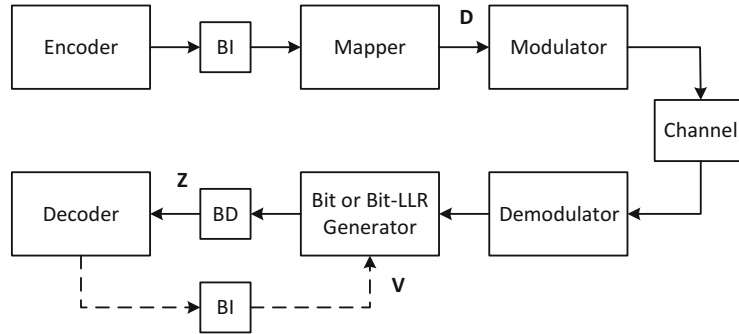 Encoder
BI
Mapper
D
Modulator
Channel
Decoder
Z
BD
Bit or Bit-LLR
Generator
Demodulator
BI
V